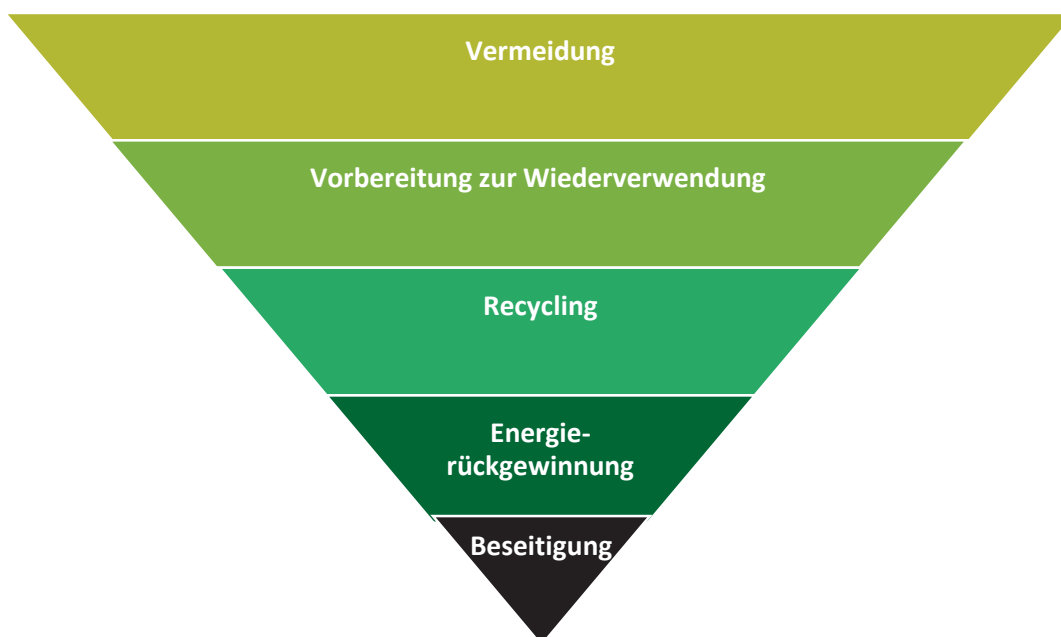 Vermeidung
Vorbereitung zur Wiederverwendung
Recycling
Energie-
rückgewinnung
Beseitigung